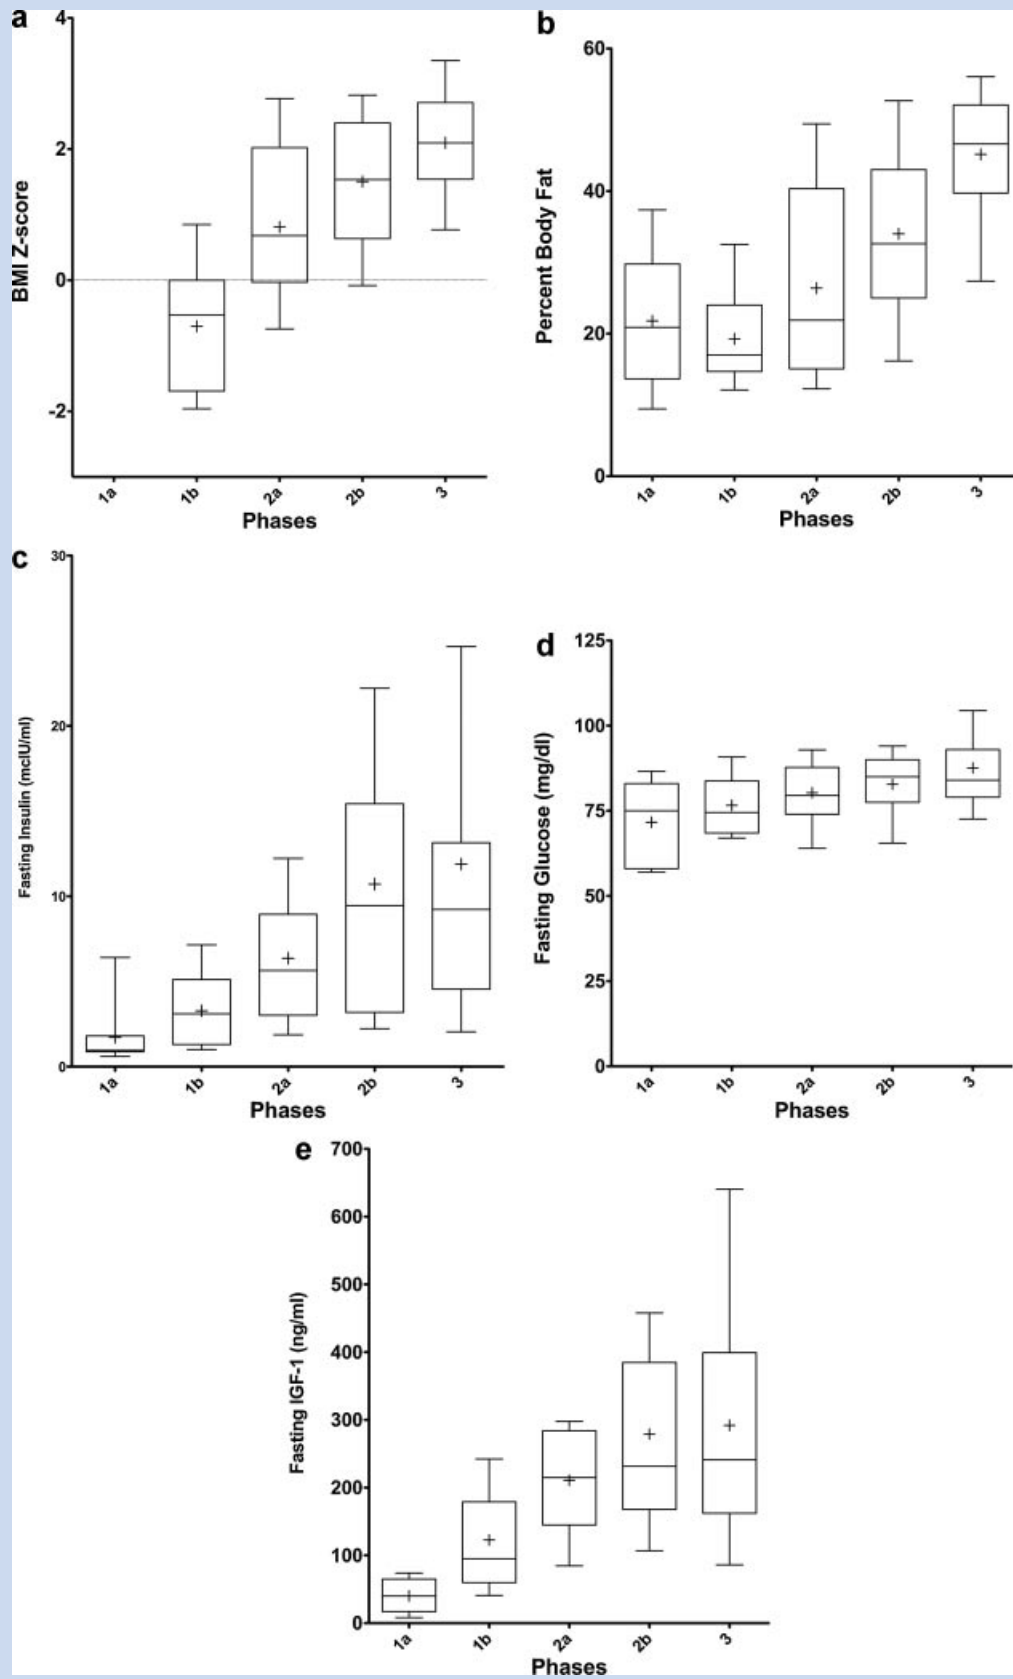 a
4
2
0
-2
BMI Z-score
1a 1b 2a 2b 3
Phases
b
60
40
20
0
Percent Body Fat
1a 1b 2a 2b 3
Phases
c
30
20
10
0
Fasting Insulin (mcIU/ml)
1a 1b 2a 2b 3
Phases
d
125
100
75
50
25
0
Fasting Glucose (mg/dl)
1a 1b 2a 2b 3
Phases
e
700
600
500
400
300
200
100
0
Fasting IGF-1 (ng/ml)
1a 1b 2a 2b 3
Phases